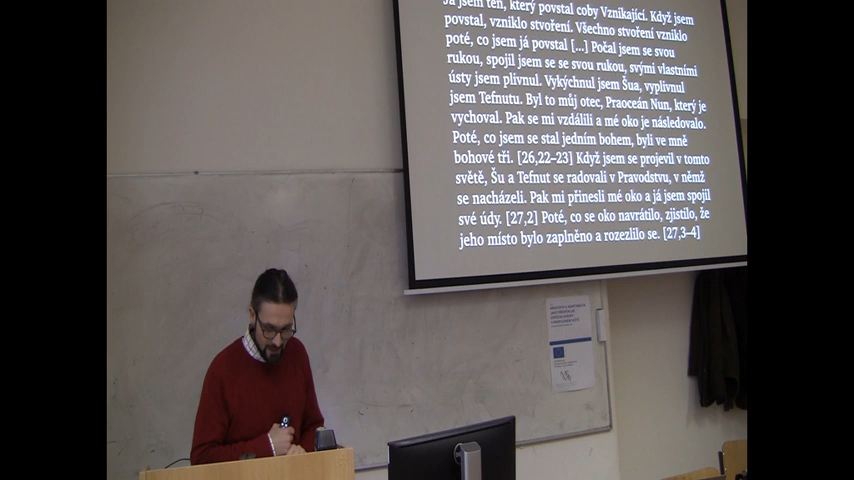 Já jsem ten, který povstal coby Vznikající. Když jsem
povstal, vzniklo stvoření. Všechno stvoření vzniklo
poté, co jsem já povstal [...] Počal jsem se svou
rukou, spojil jsem se se svou rukou, svými vlastními
ústy jsem plivnul. Vykýchnul jsem Šua, vyplivnul
jsem Tefnutu. Byl to můj otec, Praoceán Nun, který je
vychoval. Pak se mi vzdálili a mé oko je následovalo.
Poté, co jsem se stal jedním bohem, byli ve mně
bohové tři. [26,22–23] Když jsem se projevil v tomto
světě, Šu a Tefnut se radovali v Pravodstvu, v němž
se nacházeli. Pak mi přinesli mé oko a já jsem spojil
své údy. [27,2] Poté, co se oko navrátilo, zjistilo, že
jeho místo bylo zaplněno a rozezlilo se. [27,3–4]